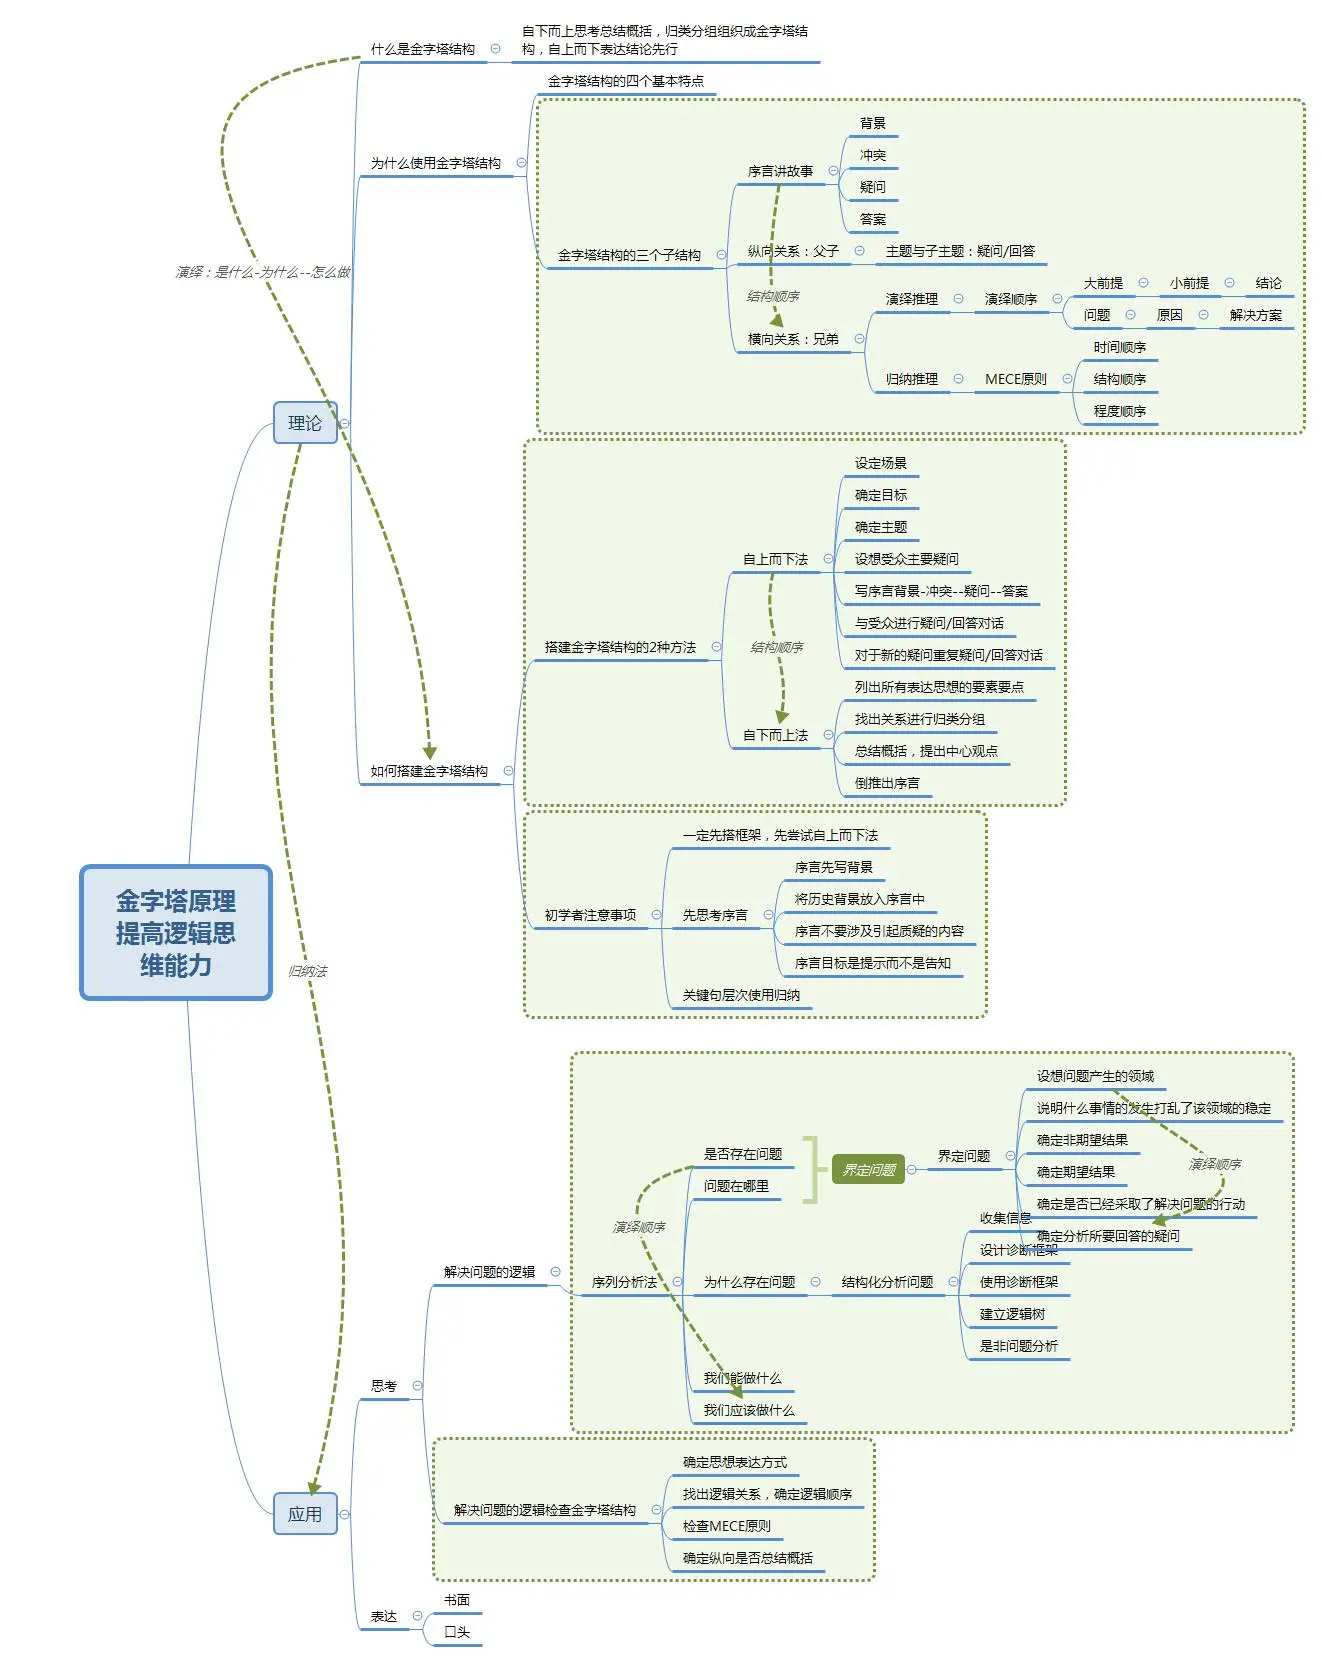 金字塔原理
提高逻辑思
维能力
理论
什么是金字塔结构
自下而上思考总结概括，归类分组组织成金字塔结
构，自上而下表达结论先行
为什么使用金字塔结构
金字塔结构的四个基本特点
金字塔结构的三个子结构
序言讲故事
背景
冲突
疑问
答案
纵向关系：父子
主题与子主题：疑问/回答
结构顺序
横向关系：兄弟
演绎推理
演绎顺序
大前提
小前提
结论
问题
原因
解决方案
归纳推理
MECE原则
时间顺序
结构顺序
程度顺序
演绎：是什么-为什么--怎么做
如何搭建金字塔结构
搭建金字塔结构的2种方法
自上而下法
设定场景
确定目标
确定主题
设想受众主要疑问
写序言背景-冲突--疑问--答案
与受众进行疑问/回答对话
对于新的疑问重复疑问/回答对话
结构顺序
自下而上法
列出所有表达思想的要素要点
找出关系进行归类分组
总结概括，提出中心观点
倒推出序言
初学者注意事项
一定先搭框架，先尝试自上而下法
先思考序言
序言先写背景
将历史背景放入序言中
序言不要涉及引起质疑的内容
序言目标是提示而不是告知
关键句层次使用归纳
归纳法
应用
思考
解决问题的逻辑
序列分析法
是否存在问题
问题在哪里
界定问题
界定问题
设想问题产生的领域
说明什么事情的发生打乱了该领域的稳定
确定非期望结果
确定期望结果
确定是否已经采取了解决问题的行动
确定分析所要回答的疑问
演绎顺序
演绎顺序
为什么存在问题
结构化分析问题
收集信息
设计诊断框架
使用诊断框架
建立逻辑树
是非问题分析
我们能做什么
我们应该做什么
解决问题的逻辑检查金字塔结构
确定思想表达方式
找出逻辑关系，确定逻辑顺序
检查MECE原则
确定纵向是否总结概括
表达
书面
口头